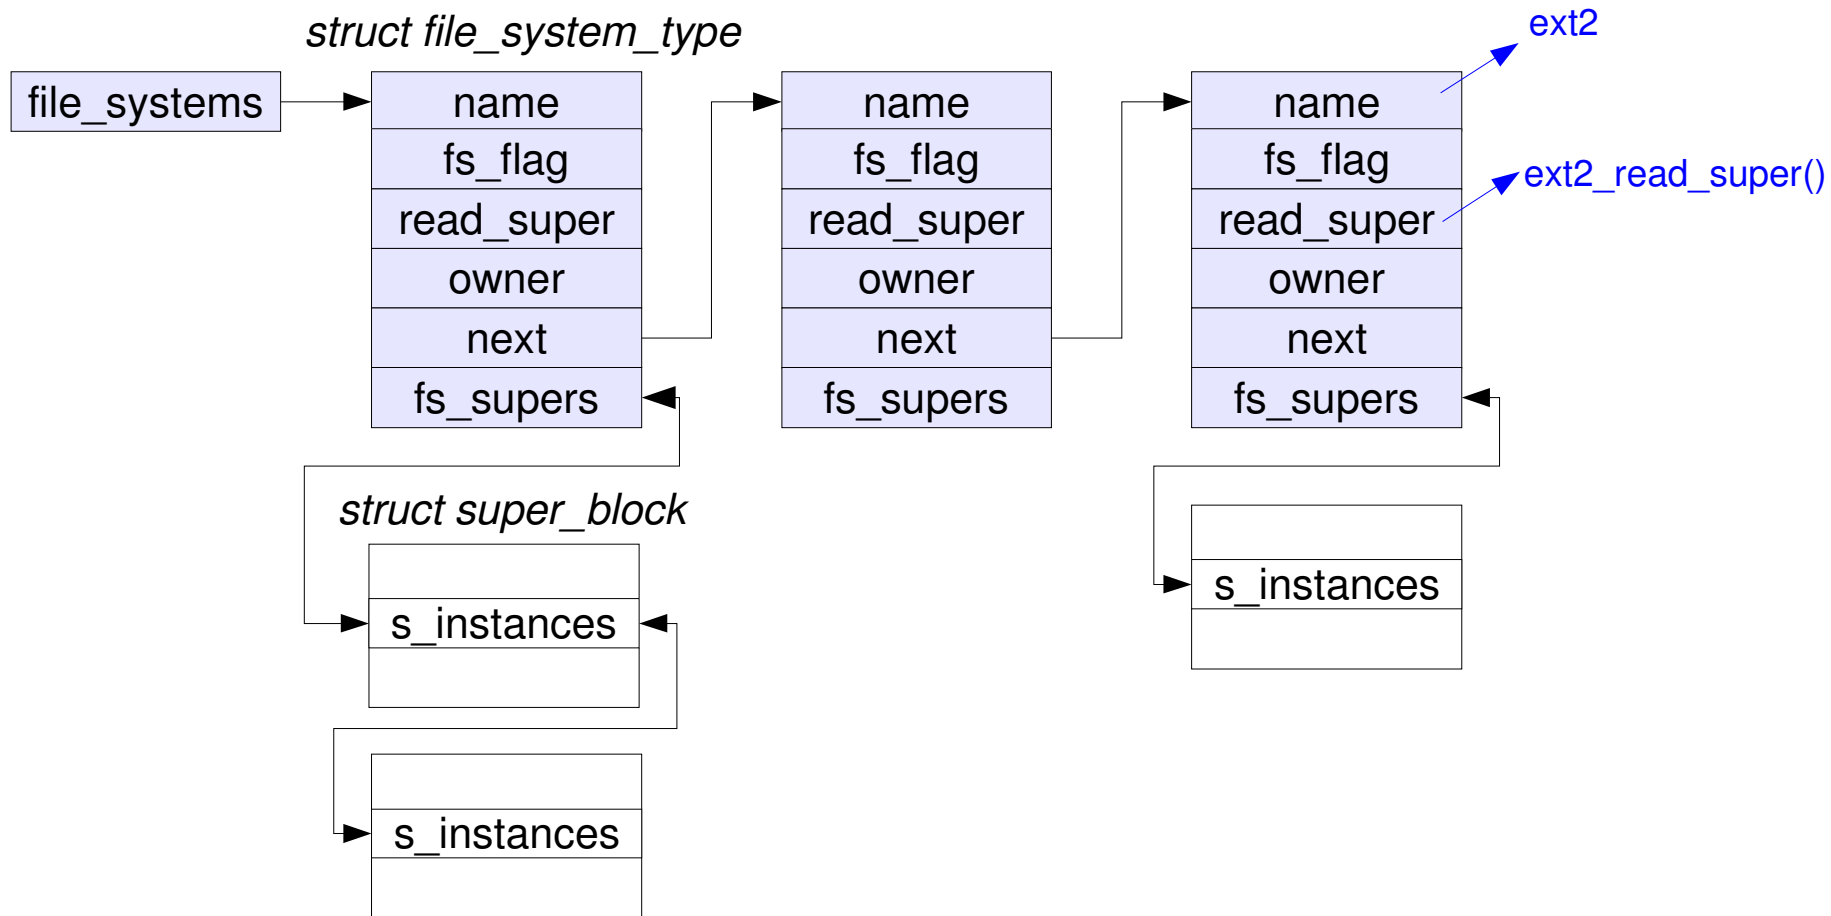 struct file_system_type
ext2
file_systems
name
name
name
fs_flag
fs_flag
fs_flag
ext2_read_super()
read_super
read_super
read_super
owner
owner
owner
next
next
next
fs_supers
fs_supers
fs_supers
struct super_block
s_instances
s_instances
s_instances